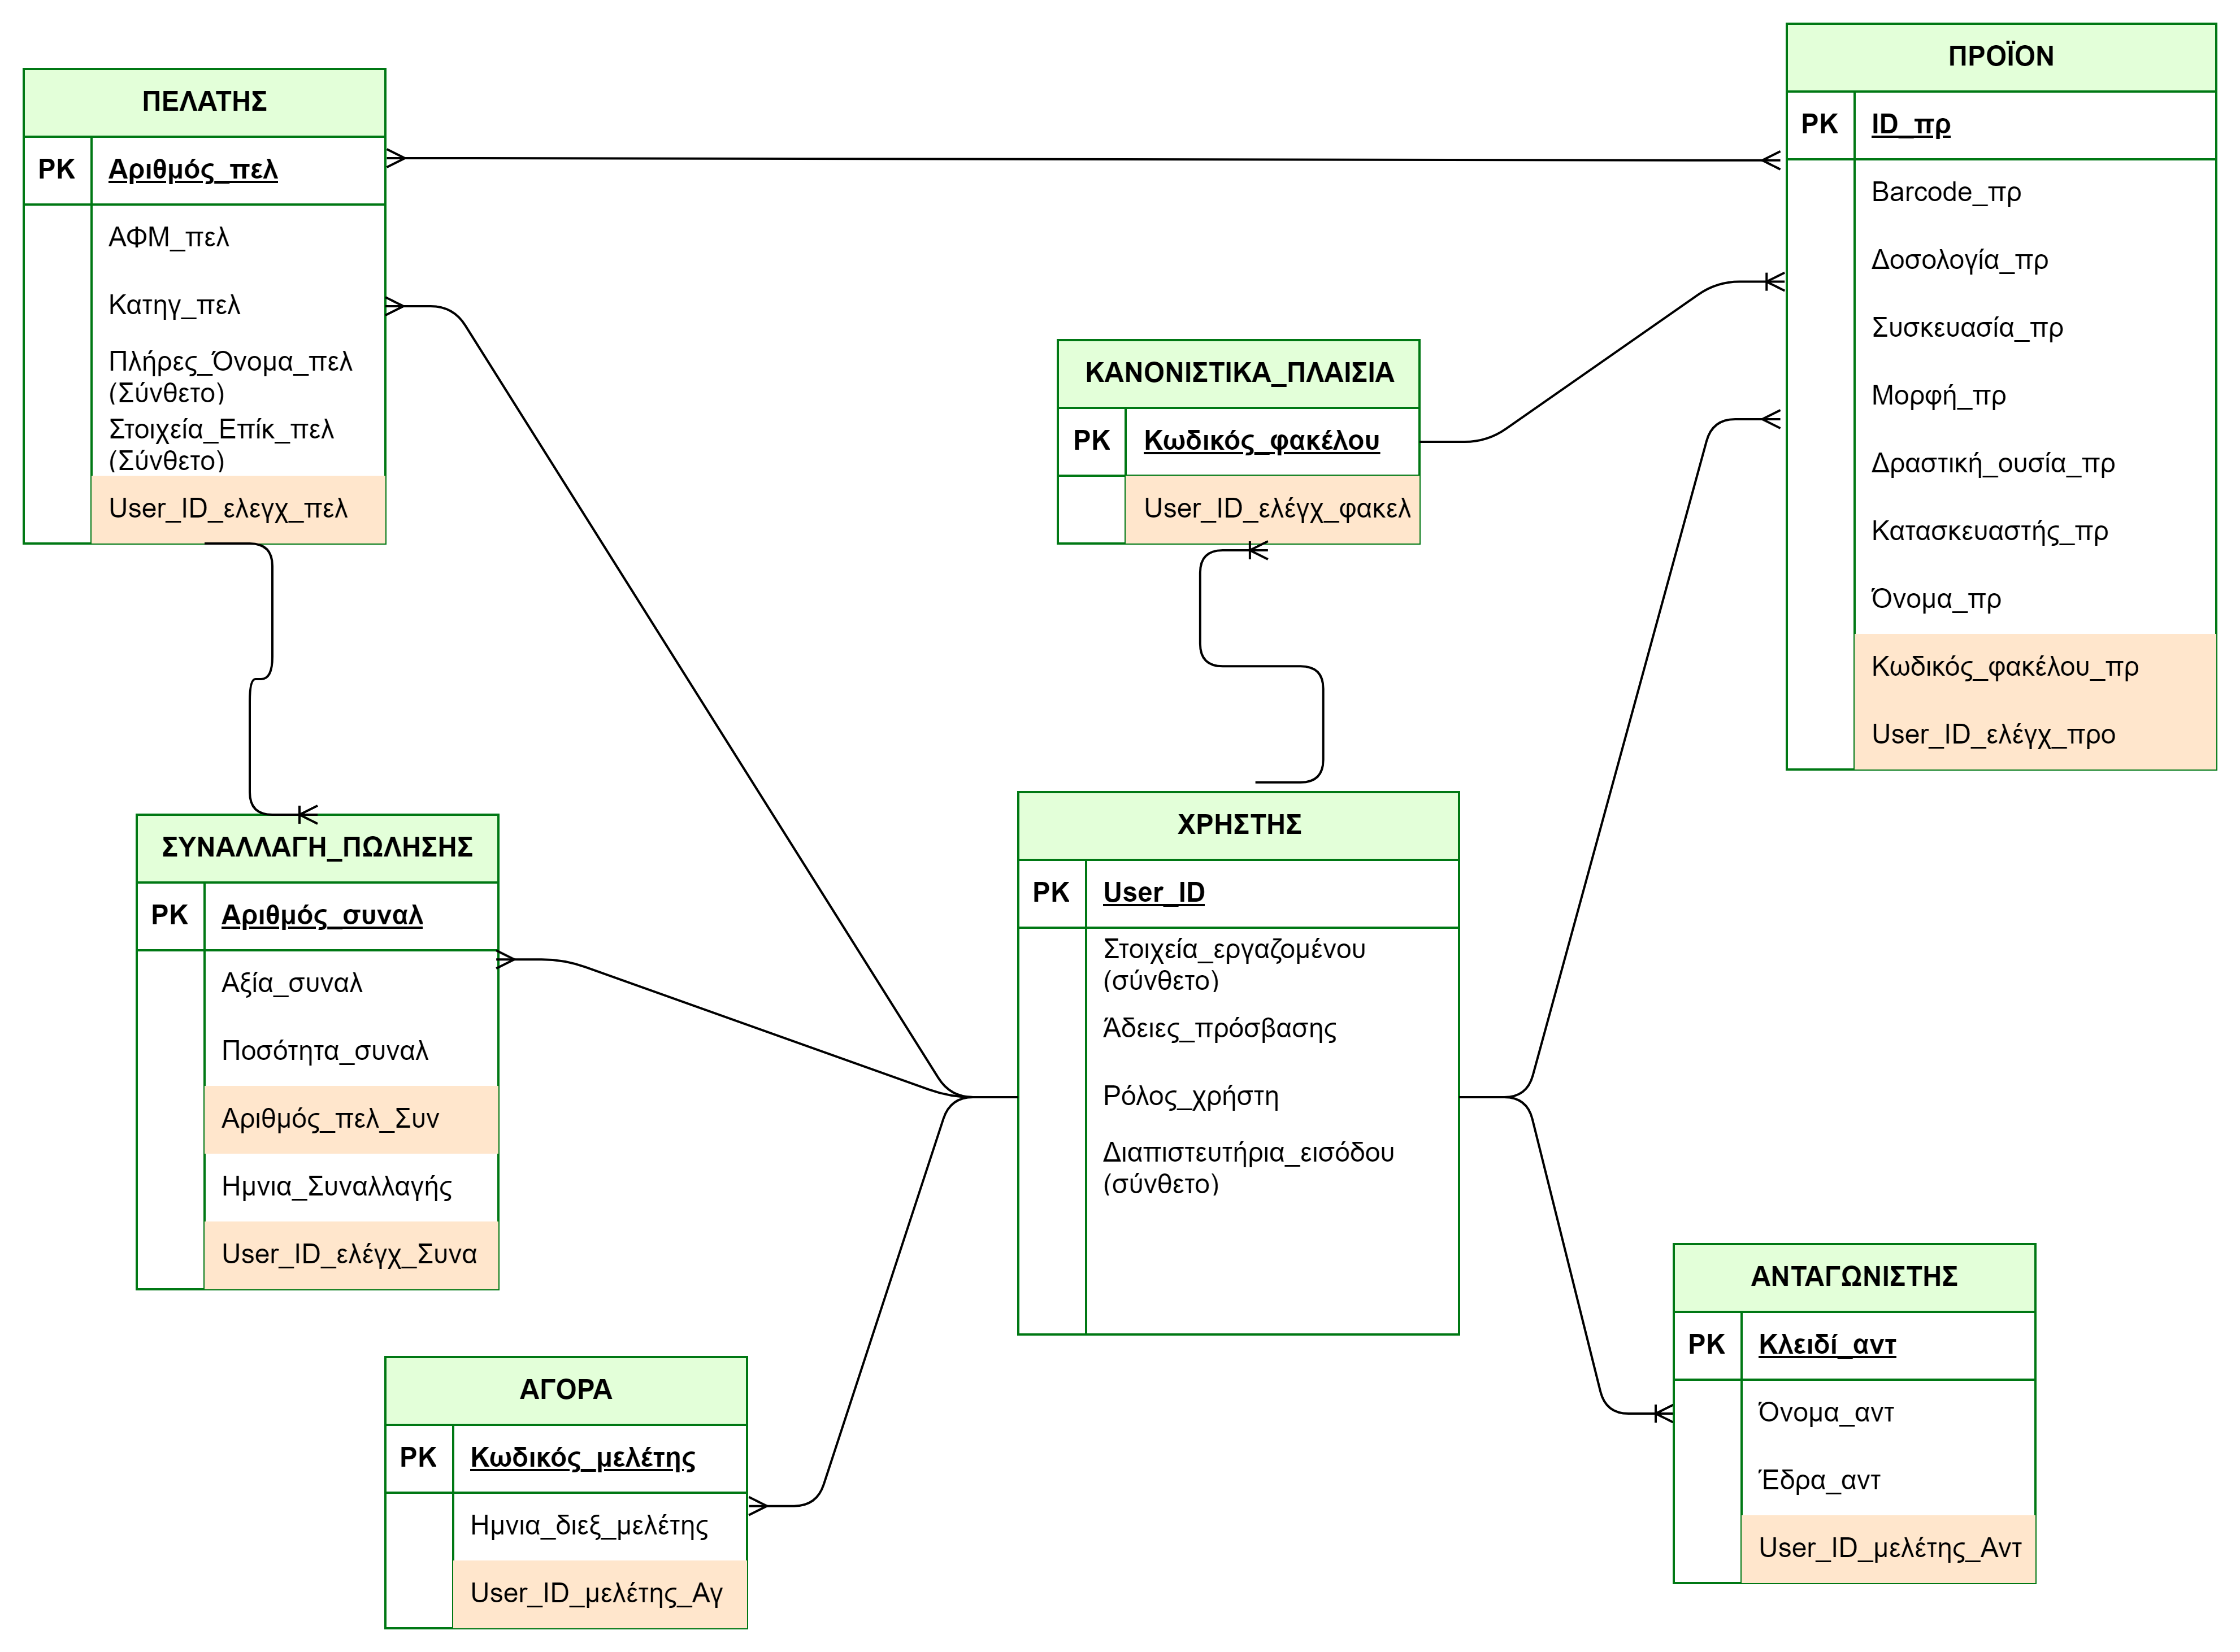 ΠΕΛΑΤΗΣ
PK Αριθμός_πελ
ΑΦΜ_πελ
Κατηγ_πελ
Πλήρες_Όνομα_πελ
(Σύνθετο)
Στοιχεία_Επίκ_πελ
(Σύνθετο)
User_ID_ελεγχ_πελ
ΠΡΟΪΟΝ
PK ID_πρ
Barcode_πρ
Δοσολογία_πρ
Συσκευασία_πρ
Μορφή_πρ
Δραστική_ουσία_πρ
Κατασκευαστής_πρ
Όνομα_πρ
Κωδικός_φακέλου_πρ
User_ID_ελέγχ_προ
ΚΑΝΟΝΙΣΤΙΚΑ_ΠΛΑΙΣΙΑ
PK Κωδικός_φακέλου
User_ID_ελέγχ_φακελ
ΣΥΝΑΛΛΑΓΗ_ΠΩΛΗΣΗΣ
PK Αριθμός_συναλ
Αξία_συναλ
Ποσότητα_συναλ
Αριθμός_πελ_Συν
Ημνια_Συναλλαγής
User_ID_ελέγχ_Συνα
ΧΡΗΣΤΗΣ
PK User_ID
Στοιχεία_εργαζομένου
(σύνθετο)
Άδειες_πρόσβασης
Ρόλος_χρήστη
Διαπιστευτήρια_εισόδου
(σύνθετο)
ΑΝΤΑΓΩΝΙΣΤΗΣ
PK Κλειδί_αντ
Όνομα_αντ
Έδρα_αντ
User_ID_μελέτης_Αντ
ΑΓΟΡΑ
PK Κωδικός_μελέτης
Ημνια_διεξ_μελέτης
User_ID_μελέτης_Αγ